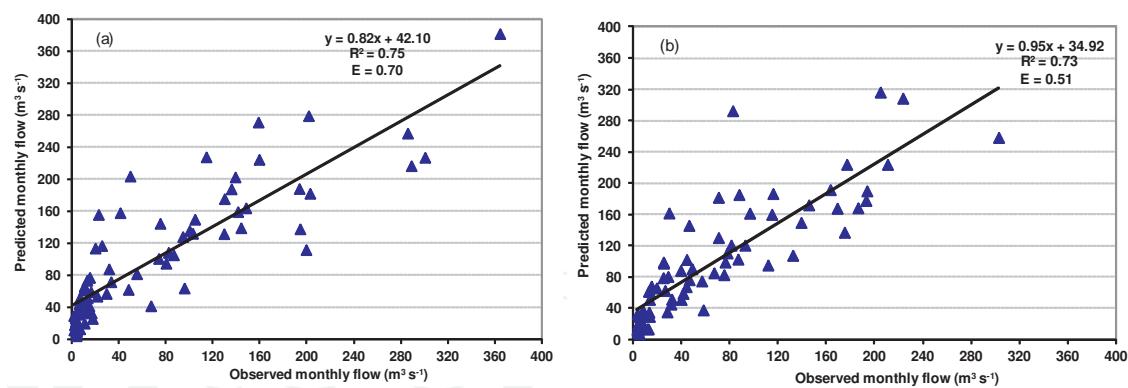 (a)
y = 0.82x + 42.10
R² = 0.75
E = 0.70
Predicted monthly flow (m³ s⁻¹)
400
360
320
280
240
200
160
120
80
40
0
0 40 80 120 160 200 240 280 320 360 400
Observed monthly flow (m³ s⁻¹)
(b)
y = 0.95x + 34.92
R² = 0.73
E = 0.51
Predicted monthly flow (m³ s⁻¹)
400
360
320
280
240
200
160
120
80
40
0
0 40 80 120 160 200 240 280 320 360 400
Observed monthly flow (m³ s⁻¹)